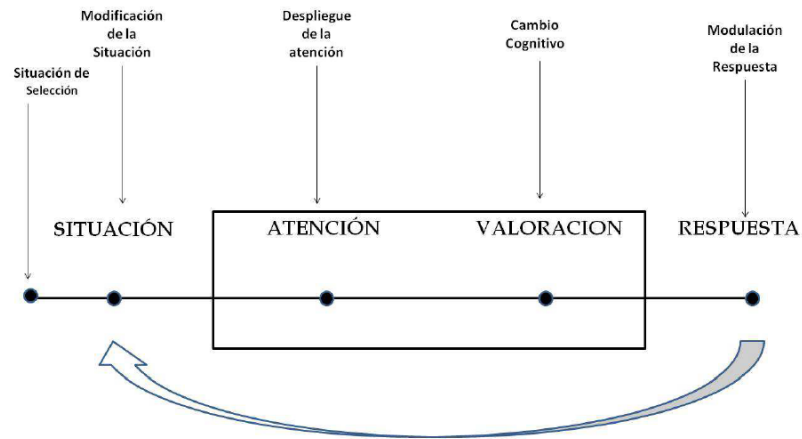 Modificación
de la
Situación
Despliegue
de la
atención
Cambio
Cognitivo
Modulación
de la
Respuesta
Situación de
Selección
SITUACIÓN
ATENCIÓN
VALORACION
RESPUESTA